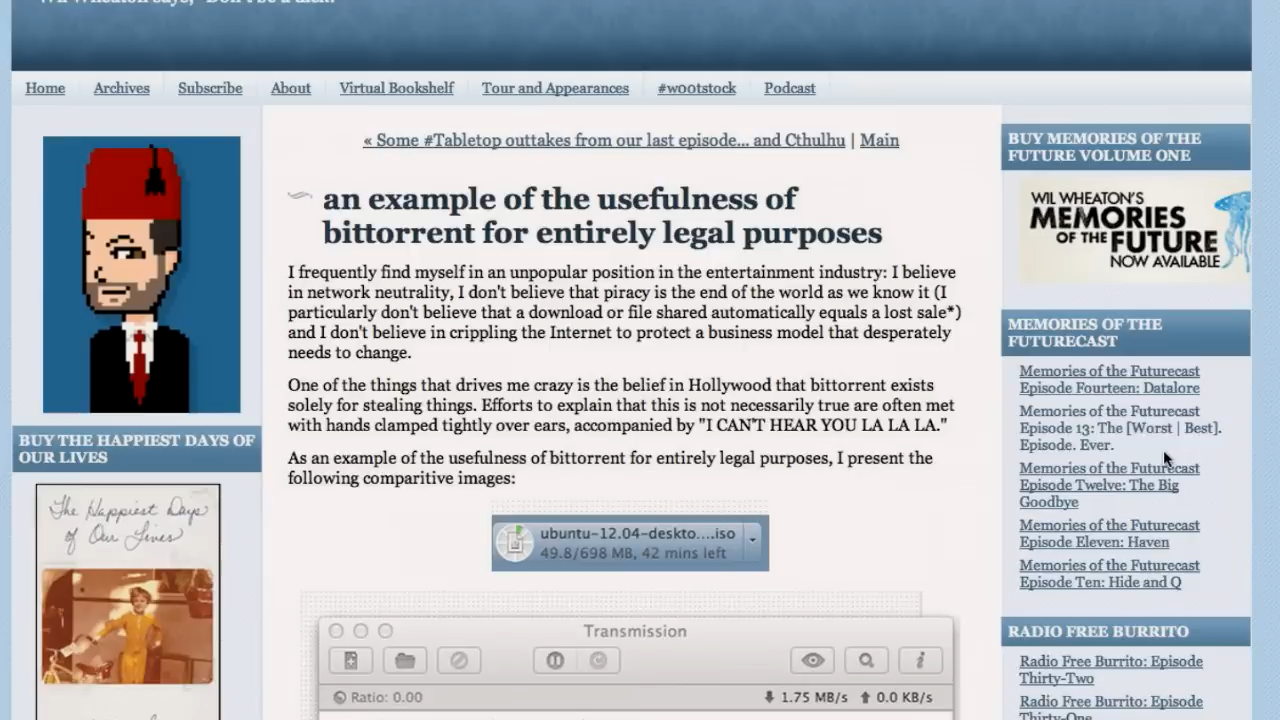 Wil Wheaton says, "Don't be a dick."
Home Archives Subscribe About Virtual Bookshelf Tour and Appearances #w00tstock Podcast
BUY THE HAPPIEST DAYS OF
OUR LIVES
The Happiest Days
of Our Lives
« Some #Tabletop outtakes from our last episode... and Cthulhu | Main
an example of the usefulness of
bittorrent for entirely legal purposes
I frequently find myself in an unpopular position in the entertainment industry: I believe
in network neutrality, I don't believe that piracy is the end of the world as we know it (I
particularly don't believe that a download or file shared automatically equals a lost sale*)
and I don't believe in crippling the Internet to protect a business model that desperately
needs to change.
One of the things that drives me crazy is the belief in Hollywood that bittorrent exists
solely for stealing things. Efforts to explain that this is not necessarily true are often met
with hands clamped tightly over ears, accompanied by "I CAN'T HEAR YOU LA LA LA."
As an example of the usefulness of bittorrent for entirely legal purposes, I present the
following comparitive images:
ubuntu-12.04-deskto....iso
49.8/698 MB, 42 mins left
Transmission
Ratio: 0.00 1.75 MB/s 0.0 KB/s
BUY MEMORIES OF THE
FUTURE VOLUME ONE
WIL WHEATON'S
MEMORIES
OF THE FUTURE
NOW AVAILABLE
MEMORIES OF THE
FUTURECAST
Memories of the Futurecast
Episode Fourteen: Datalore
Memories of the Futurecast
Episode 13: The [Worst | Best].
Episode. Ever.
Memories of the Futurecast
Episode Twelve: The Big
Goodbye
Memories of the Futurecast
Episode Eleven: Haven
Memories of the Futurecast
Episode Ten: Hide and Q
RADIO FREE BURRITO
Radio Free Burrito: Episode
Thirty-Two
Radio Free Burrito: Episode
Thirty-One